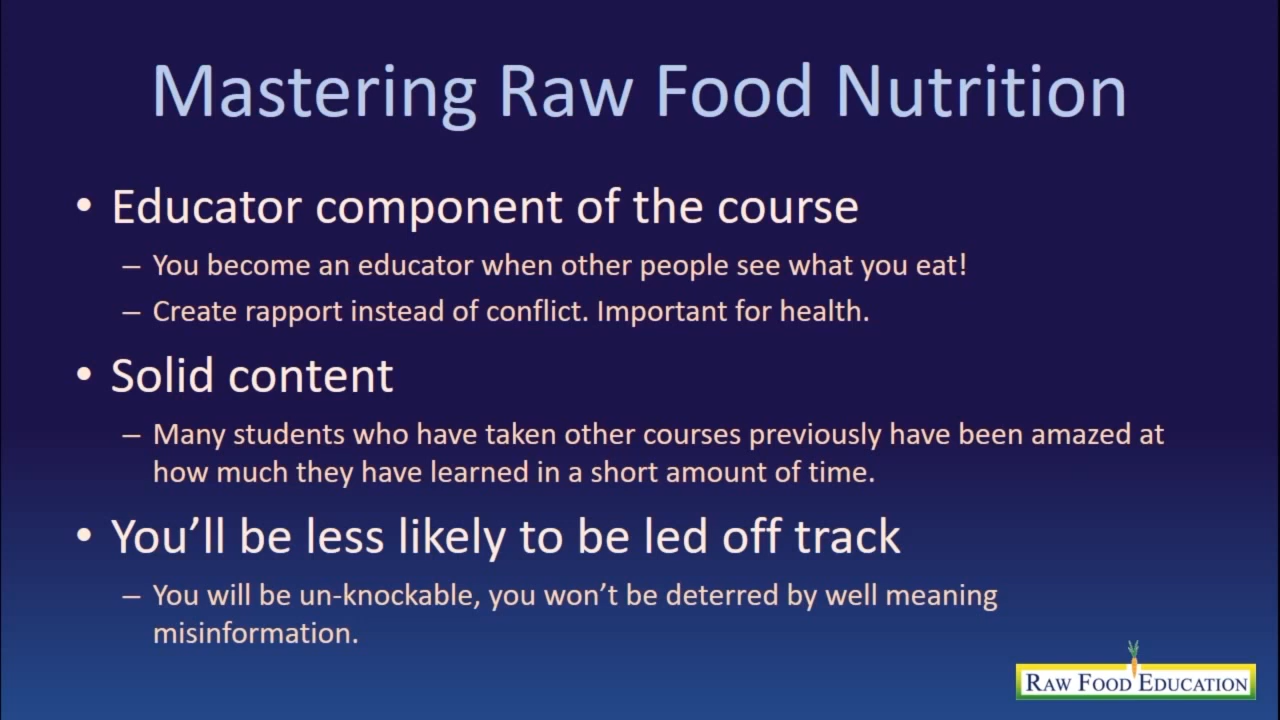 Mastering Raw Food Nutrition
• Educator component of the course
– You become an educator when other people see what you eat!
– Create rapport instead of conflict. Important for health.
• Solid content
– Many students who have taken other courses previously have been amazed at
how much they have learned in a short amount of time.
• You’ll be less likely to be led off track
– You will be un-knockable, you won’t be deterred by well meaning
misinformation.
RAW FOOD EDUCATION